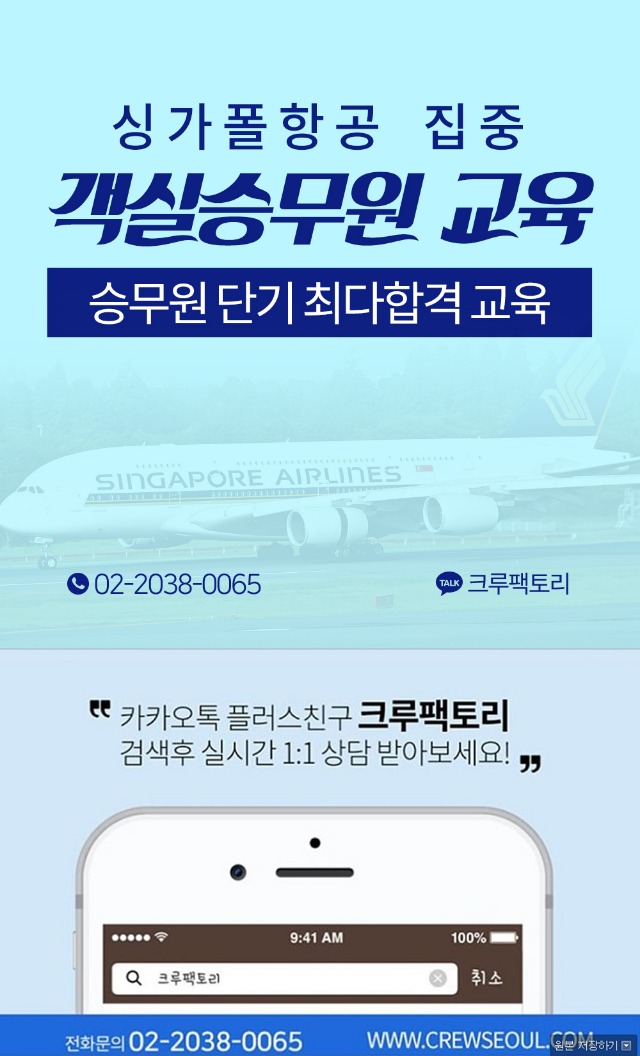 싱가폴항공 집중
객실승무원 교육
승무원 단기 최다합격 교육
SINGAPORE AIRLINES
02-2038-0065
TALK 크루팩토리
❝ 카카오톡 플러스친구 크루팩토리
검색후 실시간 1:1 상담 받아보세요! ❞
9:41 AM
100%
크루팩토리
취소
전화문의 02-2038-0065
WWW.CREWSEOUL.COM
원본 저장하기